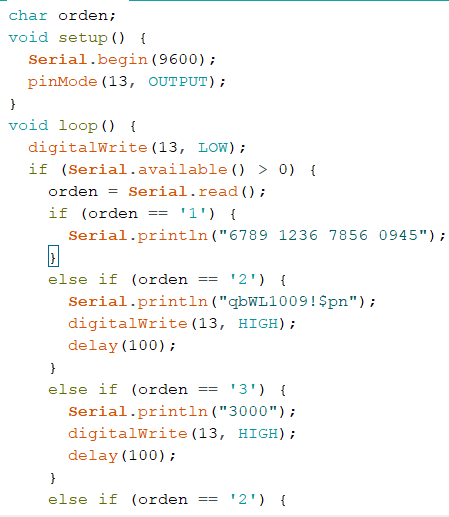 char orden;
void setup() {
  Serial.begin(9600);
  pinMode(13, OUTPUT);
}
void loop() {
  digitalWrite(13, LOW);
  if (Serial.available() > 0) {
    orden = Serial.read();
    if (orden == '1') {
      Serial.println("6789 1236 7856 0945");
    }
    else if (orden == '2') {
      Serial.println("qbWL1009!$pn");
      digitalWrite(13, HIGH);
      delay(100);
    }
    else if (orden == '3') {
      Serial.println("3000");
      digitalWrite(13, HIGH);
      delay(100);
    }
    else if (orden == '2') {